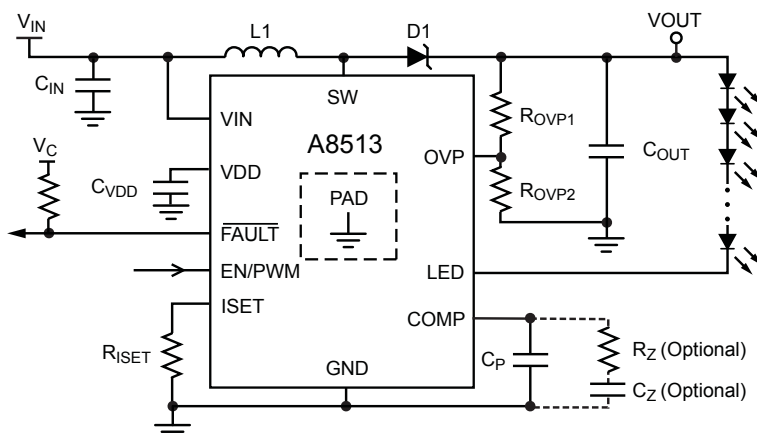 VIN
L1
D1
VOUT
CIN
SW
VIN
A8513
ROVP1
VC
OVP
COUT
VDD
CVDD
PAD
ROVP2
FAULT
EN/PWM
LED
ISET
COMP
RISET
GND
CP
RZ (Optional)
CZ (Optional)